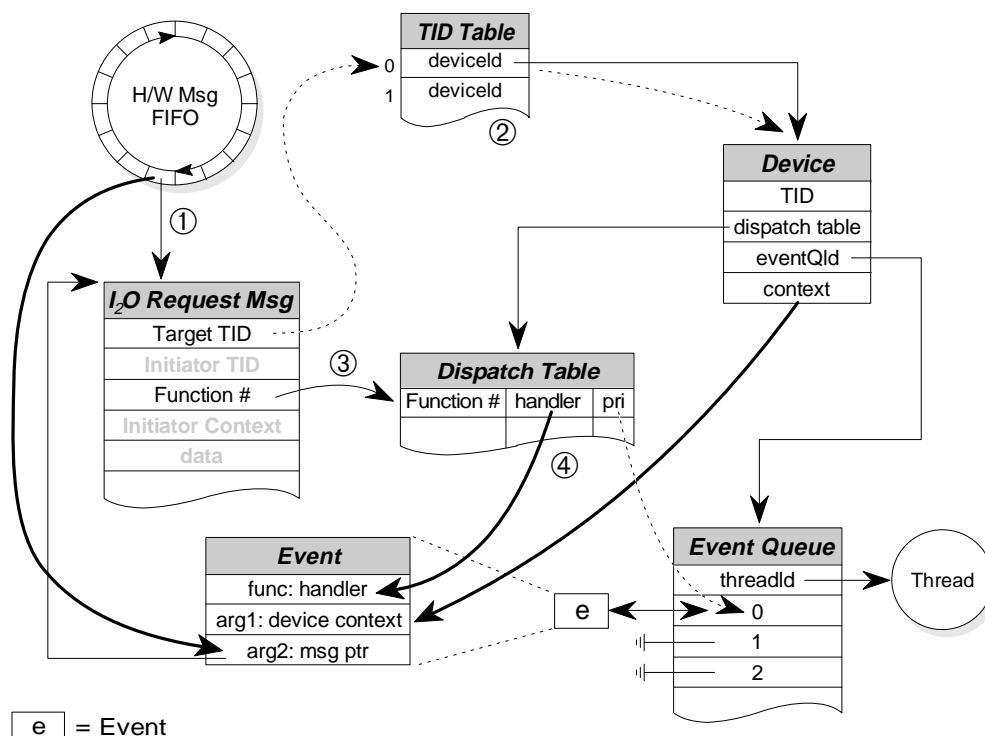 TID Table
0
deviceId
1
deviceId
②
H/W Msg
FIFO
①
Device
TID
dispatch table
eventQId
context
I₂O Request Msg
Target TID
Initiator TID
Function #
Initiator Context
data
③
Dispatch Table
Function # handler pri
④
Event
func: handler
arg1: device context
arg2: msg ptr
e
Event Queue
threadId
0
1
2
Thread
e = Event